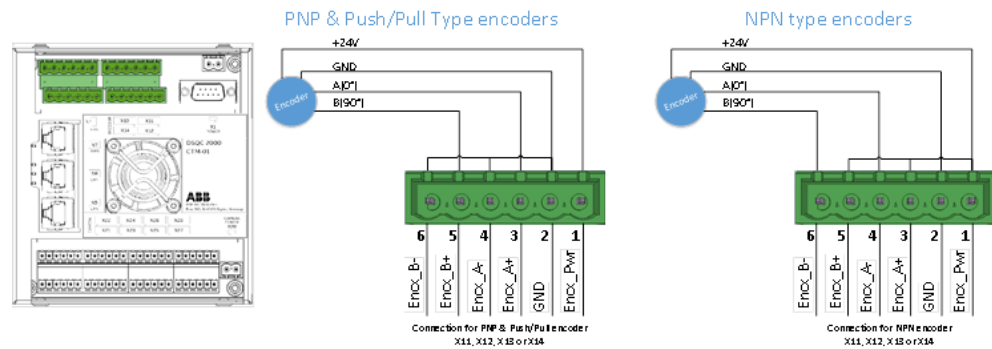 PNP & Push/Pull Type encoders
NPN type encoders
+24V
GND
A(0°)
B(90°)
Encoder
+24V
GND
A(0°)
B(90°)
Encoder
DSQC 2000
CTM-01
ABB
6 5 4 3 2 1
Encx_B-
Encx_B+
Encx_A-
Encx_A+
GND
Encx_Pwr
6 5 4 3 2 1
Encx_B-
Encx_B+
Encx_A-
Encx_A+
GND
Encx_Pwr
Connection for PNP & Push/Pull encoder
X11, X12, X13 or X14
Connection for NPN encoder
X11, X12, X13 or X14